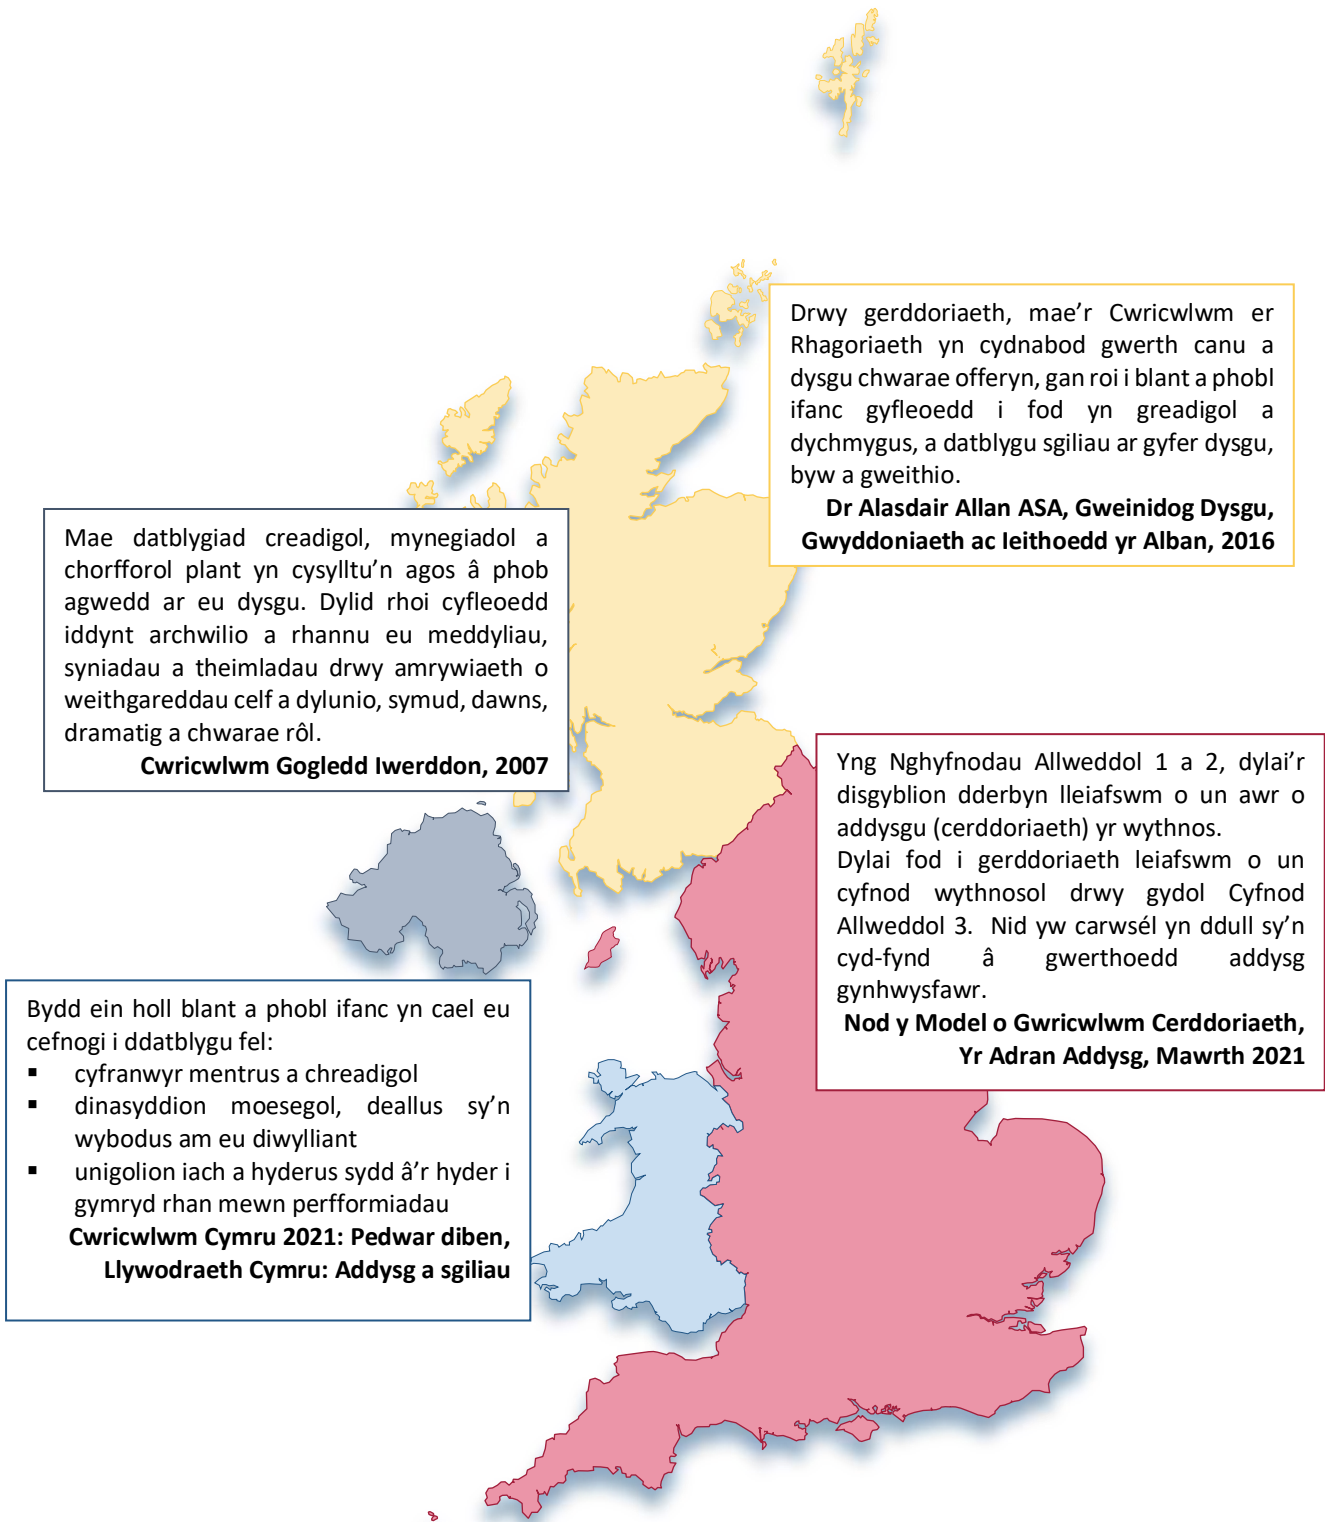 Drwy gerddoriaeth, mae'r Cwricwlwm er
Rhagoriaeth yn cydnabod gwerth canu a
dysgu chwarae offeryn, gan roi i blant a phobl
ifanc gyfleoedd i fod yn greadigol a
dychmygus, a datblygu sgiliau ar gyfer dysgu,
byw a gweithio.
Dr Alasdair Allan ASA, Gweinidog Dysgu,
Gwyddoniaeth ac Ieithoedd yr Alban, 2016
Mae datblygiad creadigol, mynegiadol a
chorfforol plant yn cysylltu'n agos â phob
agwedd ar eu dysgu. Dylid rhoi cyfleoedd
iddynt archwilio a rhannu eu meddyliau,
syniadau a theimladau drwy amrywiaeth o
weithgareddau celf a dylunio, symud, dawns,
dramatig a chwarae rôl.
Cwricwlwm Gogledd Iwerddon, 2007
Yng Nghyfnodau Allweddol 1 a 2, dylai'r
disgyblion dderbyn lleiafswm o un awr o
addysgu (cerddoriaeth) yr wythnos.
Dylai fod i gerddoriaeth leiafswm o un
cyfnod wythnosol drwy gydol Cyfnod
Allweddol 3. Nid yw carwsél yn ddull sy'n
cyd-fynd â gwerthoedd addysg
gynhwysfawr.
Nod y Model o Gwricwlwm Cerddoriaeth,
Yr Adran Addysg, Mawrth 2021
Bydd ein holl blant a phobl ifanc yn cael eu
cefnogi i ddatblygu fel:
▪ cyfranwyr mentrus a chreadigol
▪ dinasyddion moesegol, deallus sy'n
wybodus am eu diwylliant
▪ unigolion iach a hyderus sydd â'r hyder i
gymryd rhan mewn perfformiadau
Cwricwlwm Cymru 2021: Pedwar diben,
Llywodraeth Cymru: Addysg a sgiliau